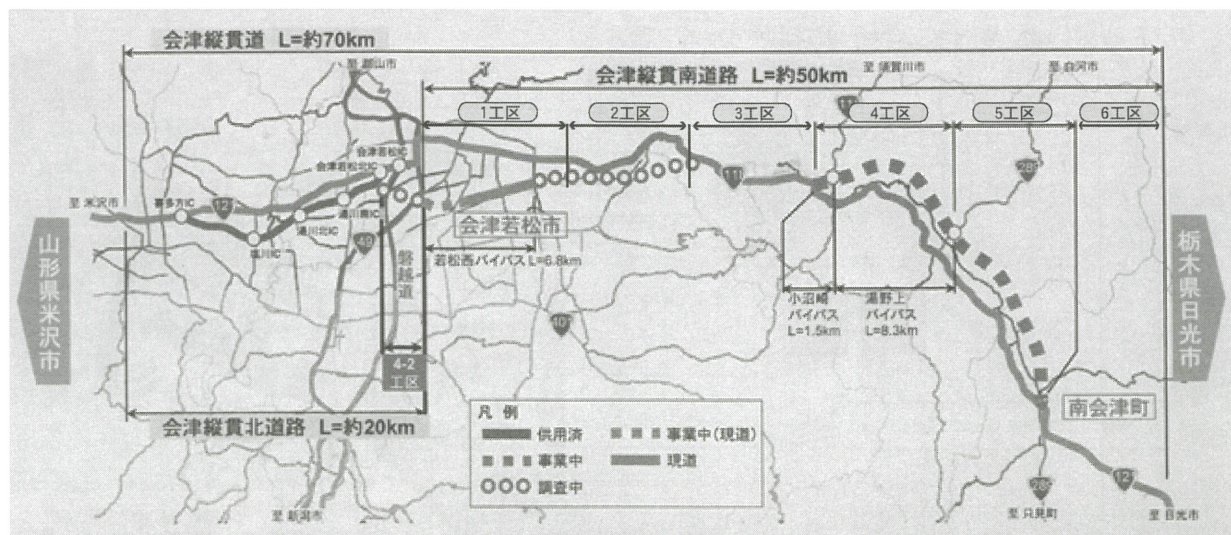 会津縦貫道 L=約70km
至 郡山市
会津縦貫南道路 L=約50km
至 須賀川市
至 白河市
1工区
2工区
3工区
4工区
5工区
6工区
会津若松IC
会津若松北IC
至 米沢市
喜多方IC
121
湯川南IC
湯川北IC
塩川IC
49
磐越道
会津若松市
若松西バイパス L=6.8km
小沼崎
バイパス
L=1.5km
湯野上
バイパス
L=8.3km
山形県米沢市
栃木県日光市
4-2
工区
会津縦貫北道路 L=約20km
南会津町
凡 例
供用済
事業中(現道)
事業中
現道
調査中
至 新潟市
至 只見町
至 日光市